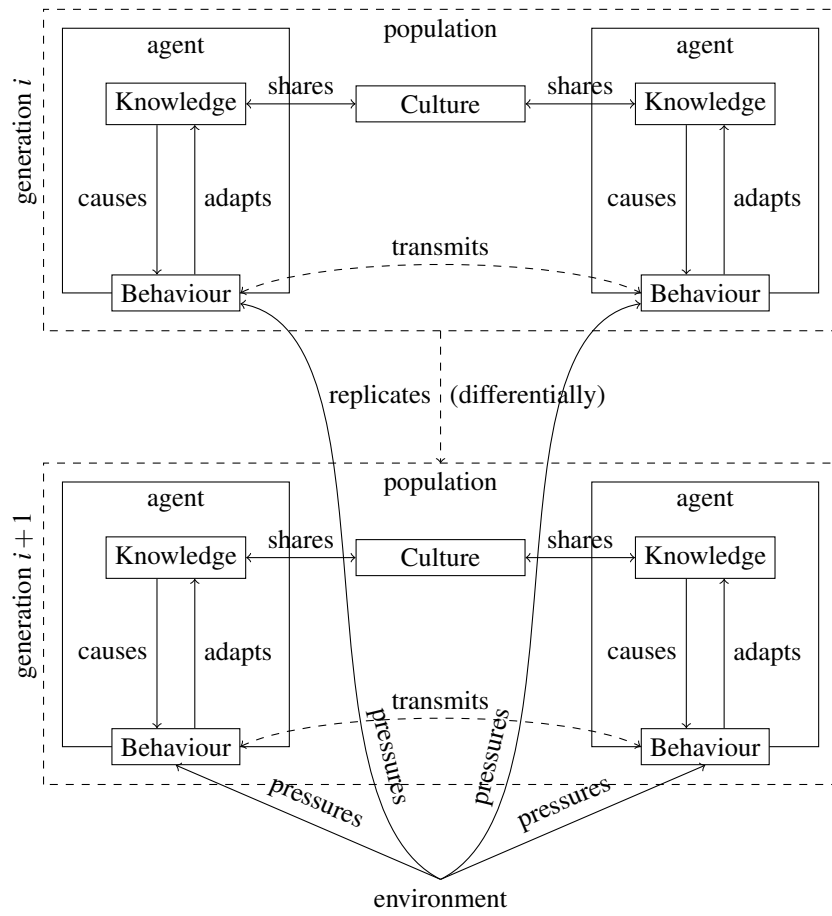 population
agent
agent
generation i
Knowledge
shares
Culture
shares
Knowledge
causes
adapts
causes
adapts
transmits
Behaviour
Behaviour
replicates
(differentially)
population
agent
agent
generation i + 1
Knowledge
shares
Culture
shares
Knowledge
causes
adapts
causes
adapts
transmits
Behaviour
Behaviour
pressures
pressures
pressures
pressures
environment